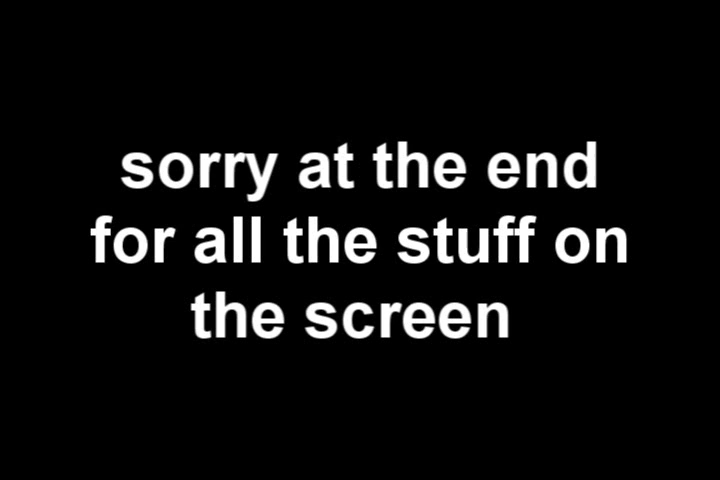 sorry at the end
for all the stuff on
the screen